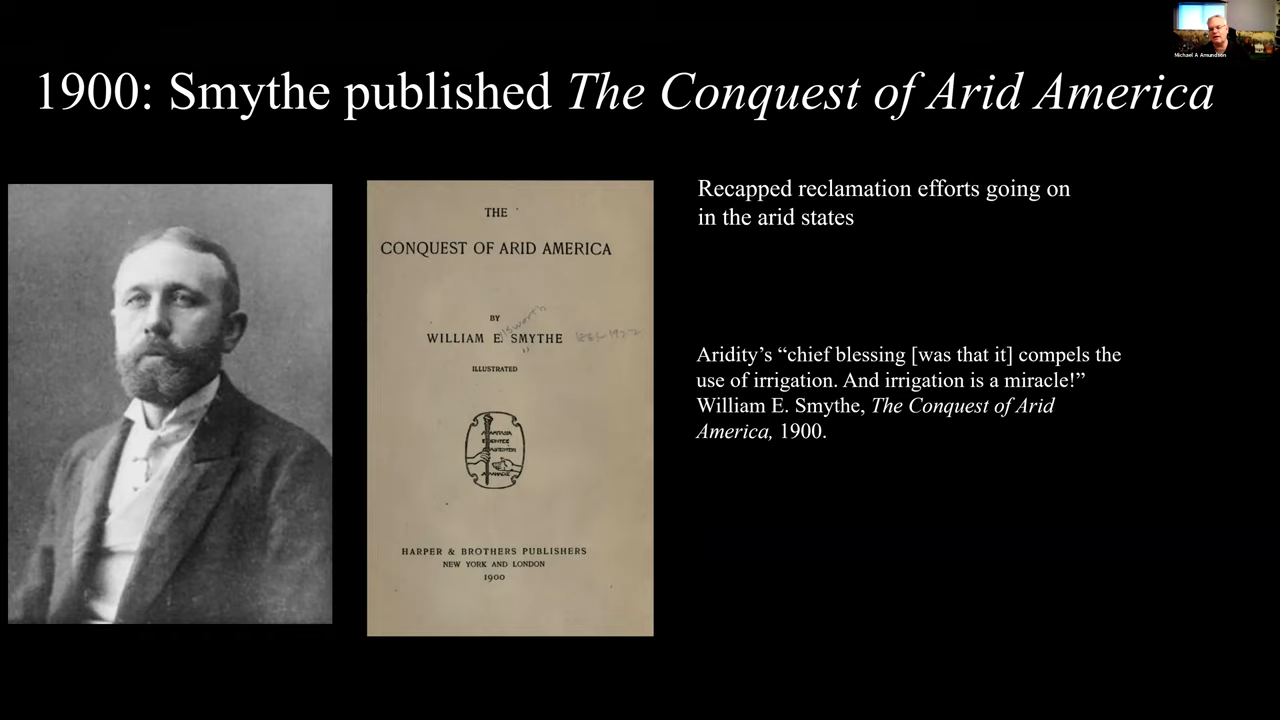 Michael A Amundson
1900: Smythe published The Conquest of Arid America
THE
CONQUEST OF ARID AMERICA
BY
WILLIAM E. SMYTHE
ILLUSTRATED
HARPER & BROTHERS PUBLISHERS
NEW YORK AND LONDON
1900
Recapped reclamation efforts going on
in the arid states
Aridity’s “chief blessing [was that it] compels the
use of irrigation. And irrigation is a miracle!”
William E. Smythe, The Conquest of Arid
America, 1900.